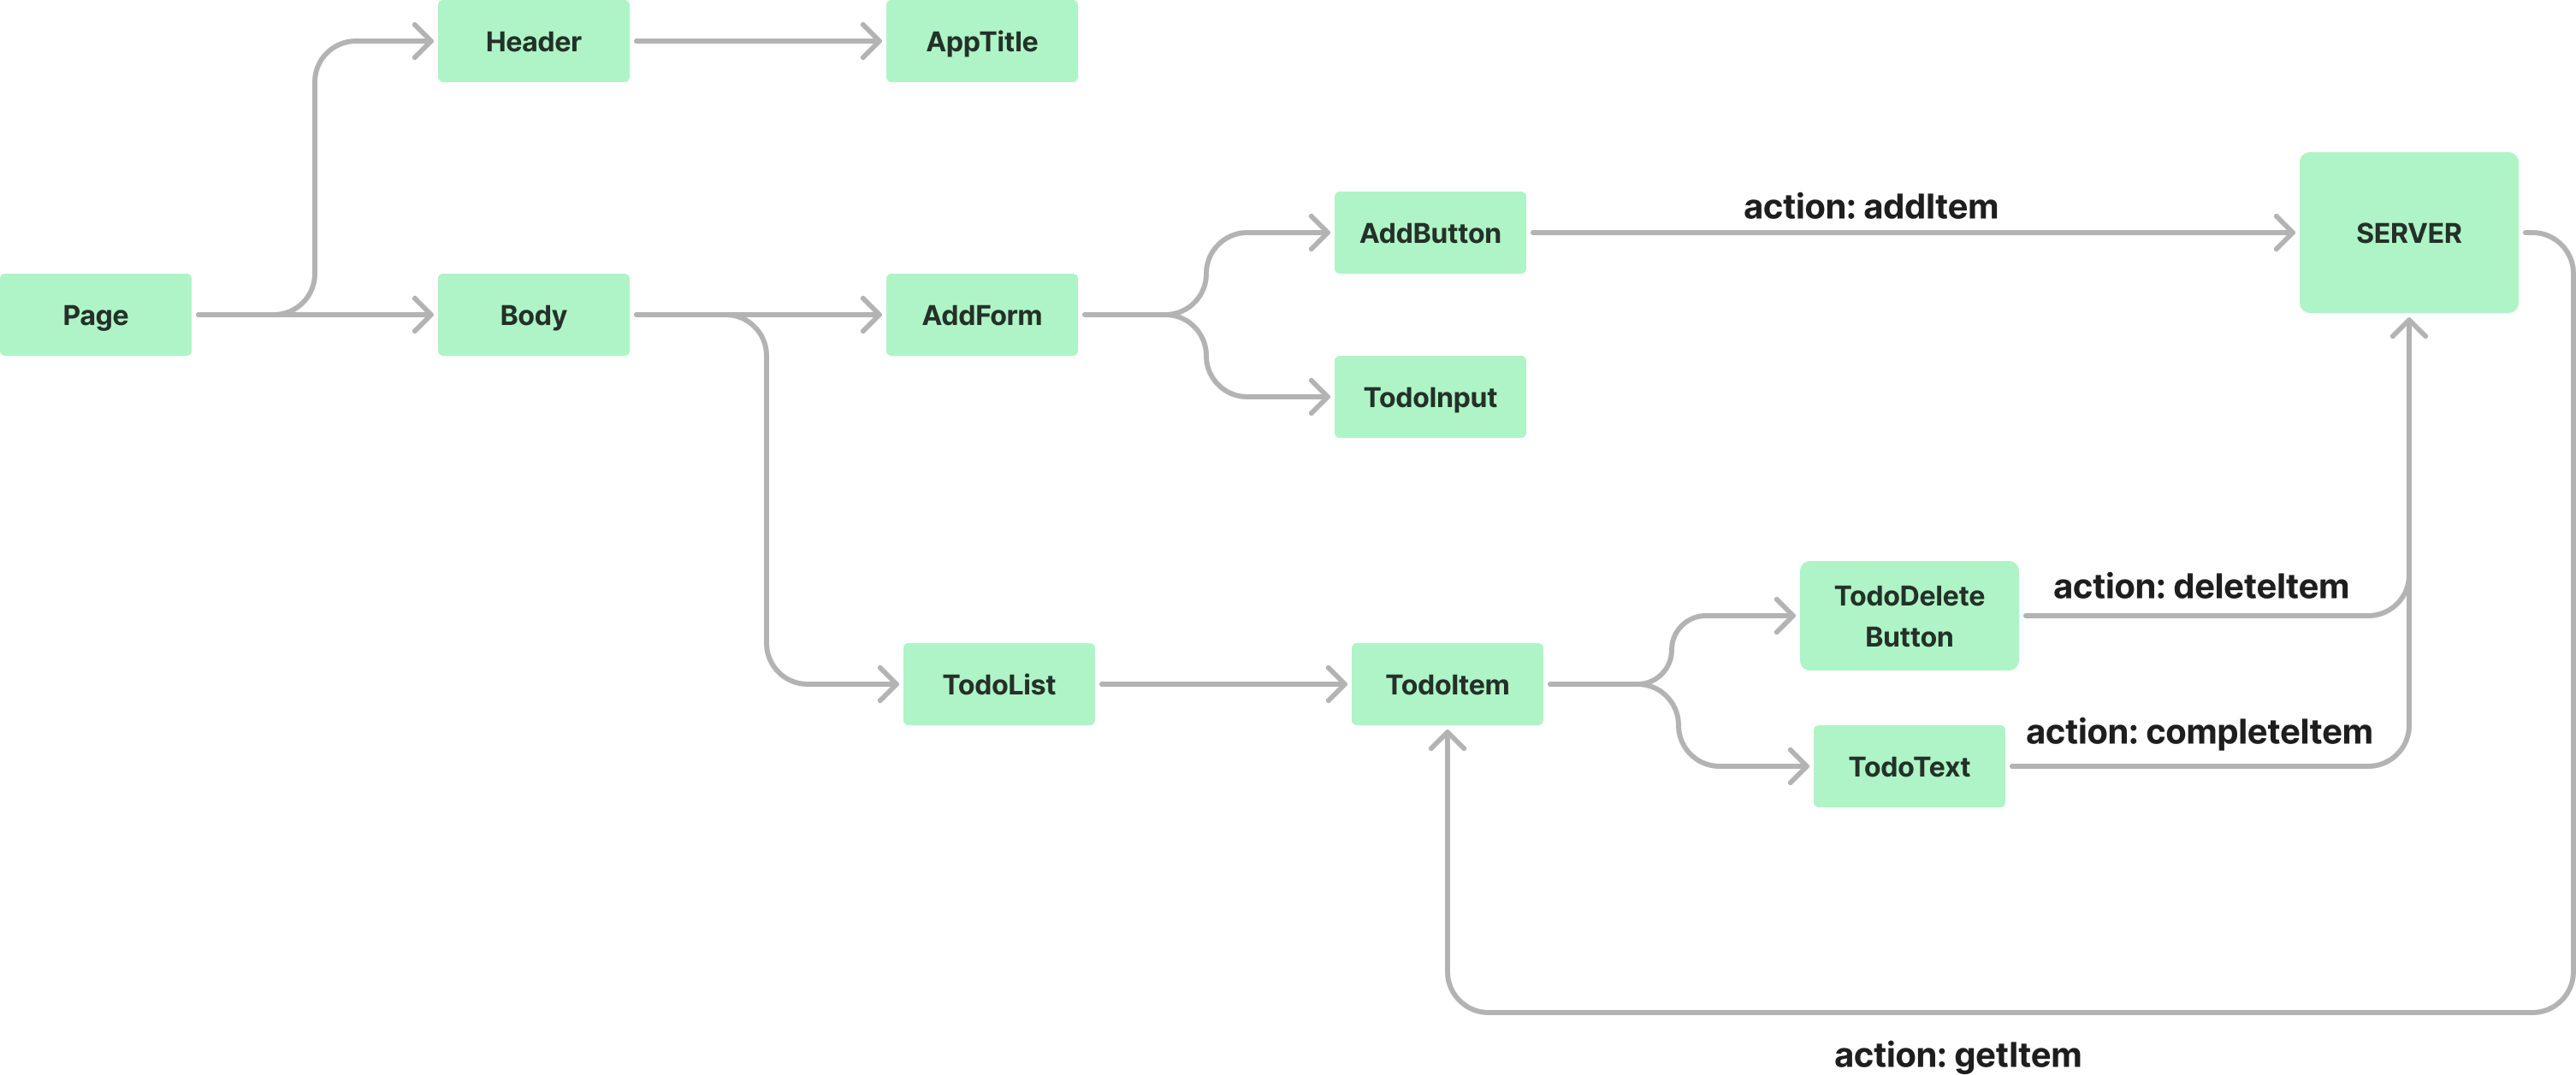 Header
AppTitle
action: addItem
AddButton
SERVER
Page
Body
AddForm
TodoInput
TodoDelete
Button
action: deleteItem
TodoList
TodoItem
action: completeItem
TodoText
action: getItem